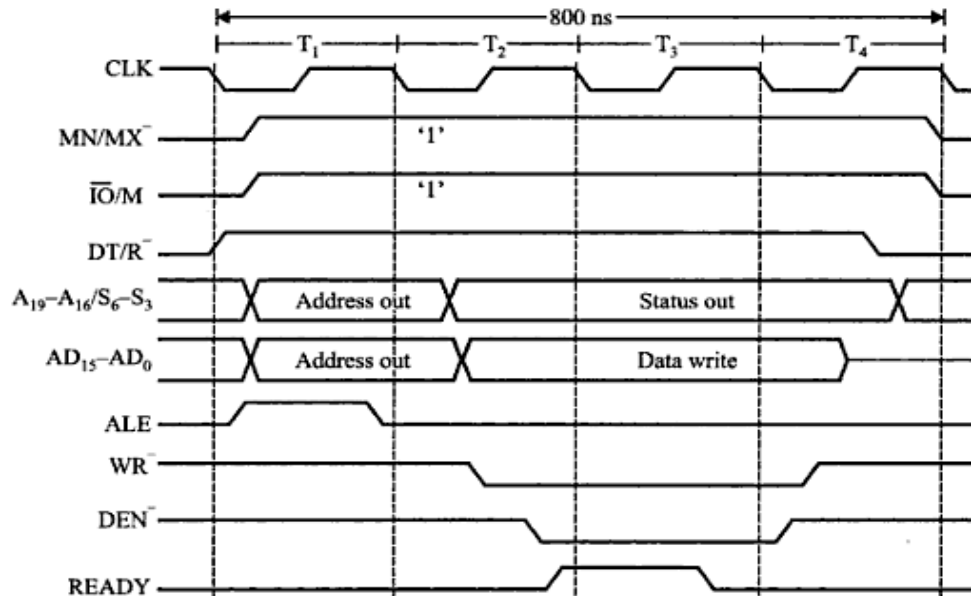 800 ns
T₁ T₂ T₃ T₄
CLK
MN/MX‾ '1'
I̅O̅/M '1'
DT/R‾
A₁₉–A₁₆/S₆–S₃ Address out Status out
AD₁₅–AD₀ Address out Data write
ALE
WR‾
DEN‾
READY